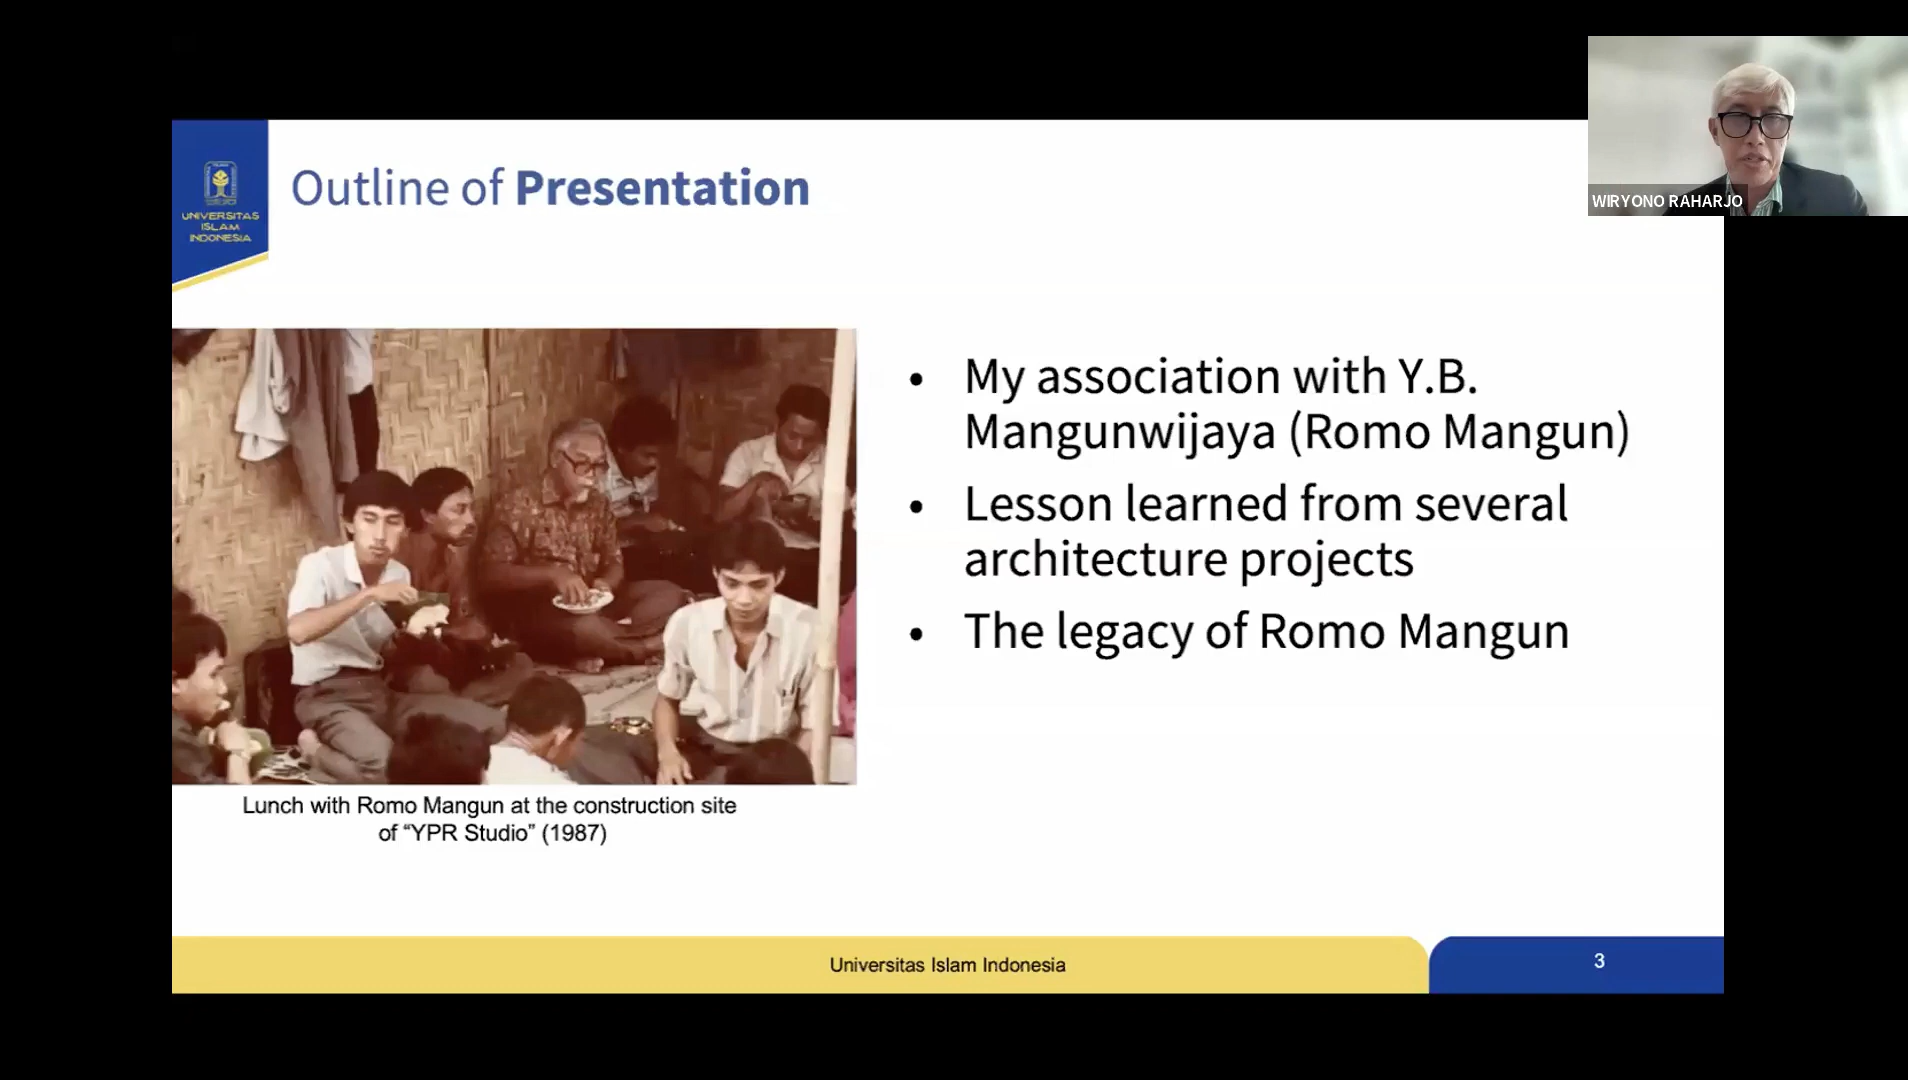 UNIVERSITAS
ISLAM
INDONESIA
Outline of Presentation
WIRYONO RAHARJO
• My association with Y.B.
Mangunwijaya (Romo Mangun)
• Lesson learned from several
architecture projects
• The legacy of Romo Mangun
Lunch with Romo Mangun at the construction site
of “YPR Studio” (1987)
Universitas Islam Indonesia
3